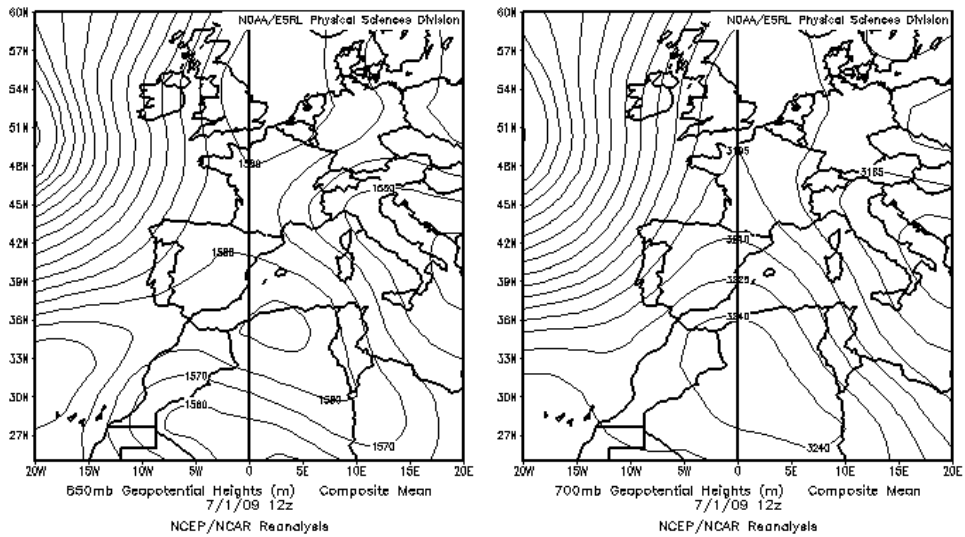 NOAA/ESRL Physical Sciences Division
60N
57N
54N
51N
48N
45N
42N
39N
36N
33N
30N
27N
1580
1550
1580
1570
1560
1580
1570
20W 15W 10W 5W 0 5E 10E 15E 20E
850mb Geopotential Heights (m) Composite Mean
7/1/09 12z
NCEP/NCAR Reanalysis
NOAA/ESRL Physical Sciences Division
60N
57N
54N
51N
48N
45N
42N
39N
36N
33N
30N
27N
3195
3165
3210
3225
3240
3240
20W 15W 10W 5W 0 5E 10E 15E 20E
700mb Geopotential Heights (m) Composite Mean
7/1/09 12z
NCEP/NCAR Reanalysis